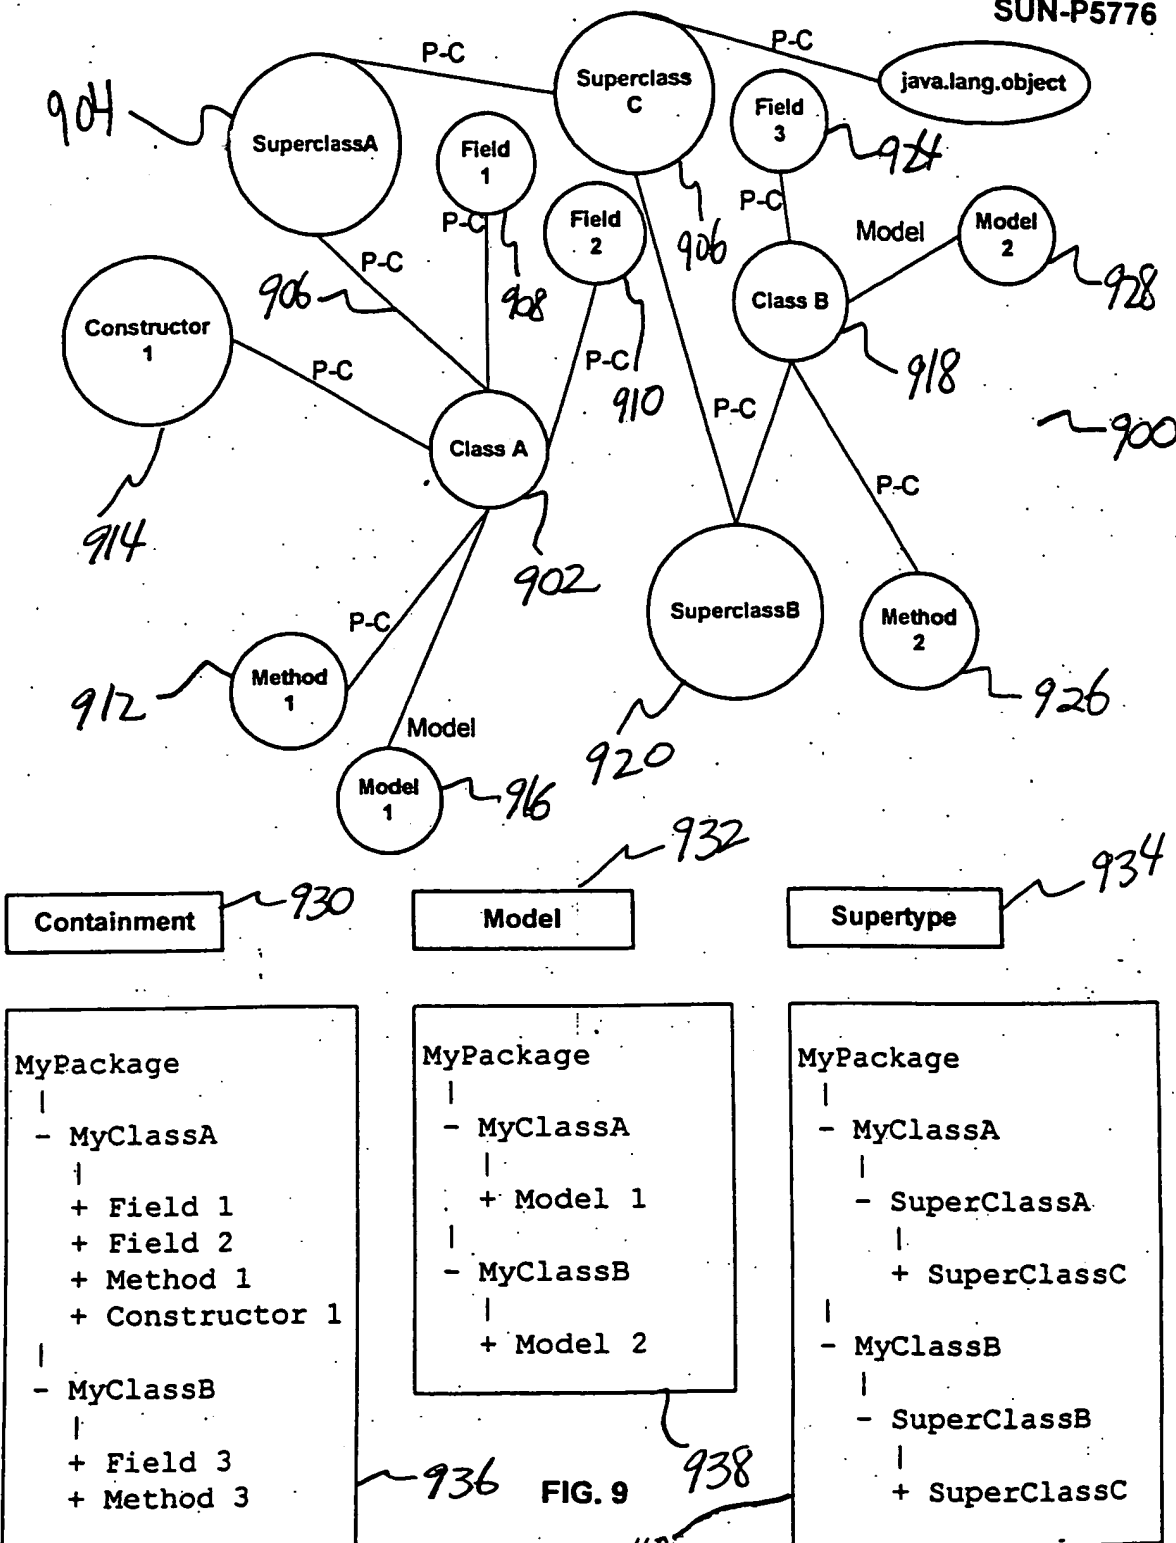 SUN-P5776
P-C
P-C
Superclass
C
java.lang.object
904
SuperclassA
Field
1
Field
3
924
P-C
Field
2
P-C
906
Model
Model
2
928
P-C
906
908
Class B
Constructor
1
P-C
P-C
910
918
P-C
900
Class A
P-C
914
902
P-C
SuperclassB
Method
2
912
Method
1
926
Model
920
Model
1
916
932
930
934
Containment
Model
Supertype
MyPackage
|
- MyClassA
|
+ Field 1
+ Field 2
+ Method 1
+ Constructor 1
|
- MyClassB
|
+ Field 3
+ Method 3
936
MyPackage
|
- MyClassA
|
+ Model 1
|
- MyClassB
|
+ Model 2
938
FIG. 9
MyPackage
|
- MyClassA
|
- SuperClassA
|
+ SuperClassC
|
- MyClassB
|
- SuperClassB
|
+ SuperClassC